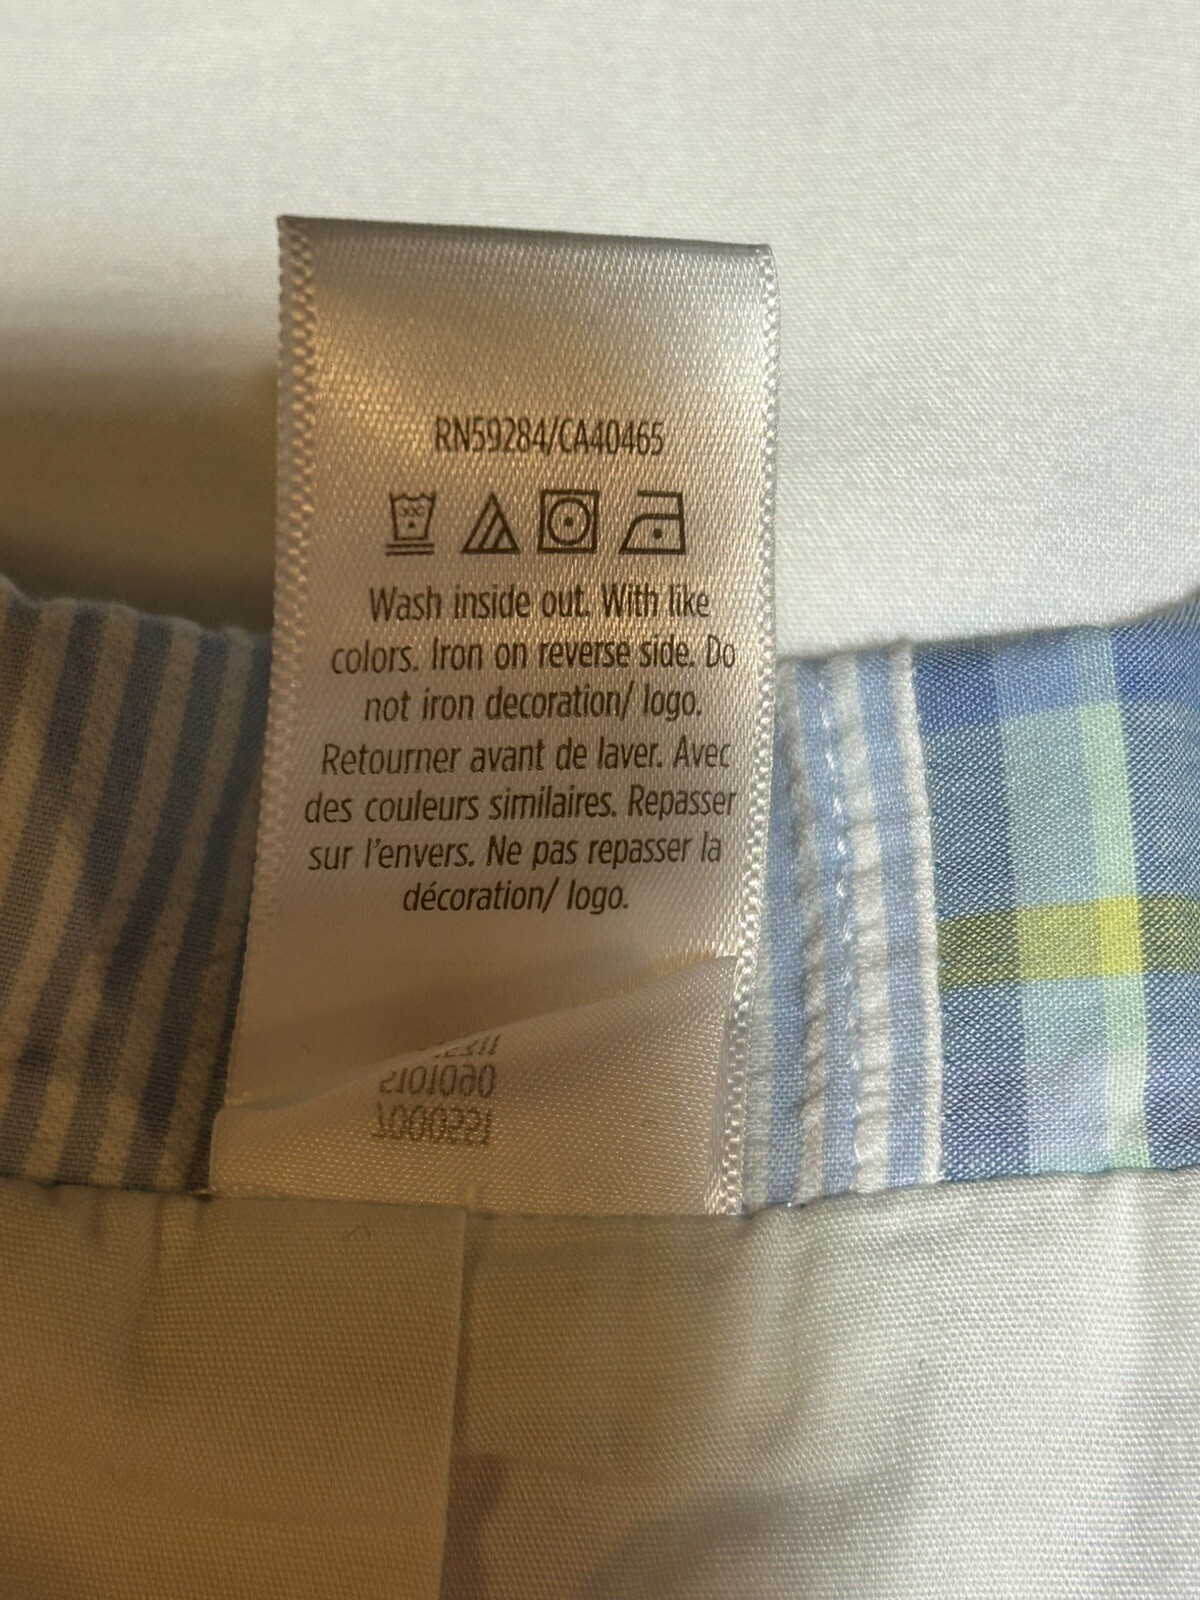 RN59284/CA40465
Wash inside out. With like
colors. Iron on reverse side. Do
not iron decoration/ logo.
Retourner avant de laver. Avec
des couleurs similaires. Repasser
sur l'envers. Ne pas repasser la
décoration/ logo.